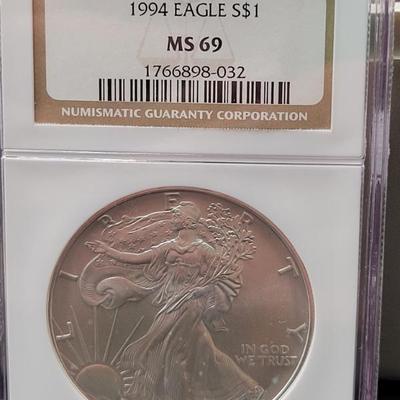 1994 EAGLE S$1
MS 69
1766898-032
NUMISMATIC GUARANTY CORPORATION
LIBERTY
IN GOD
WE TRUST